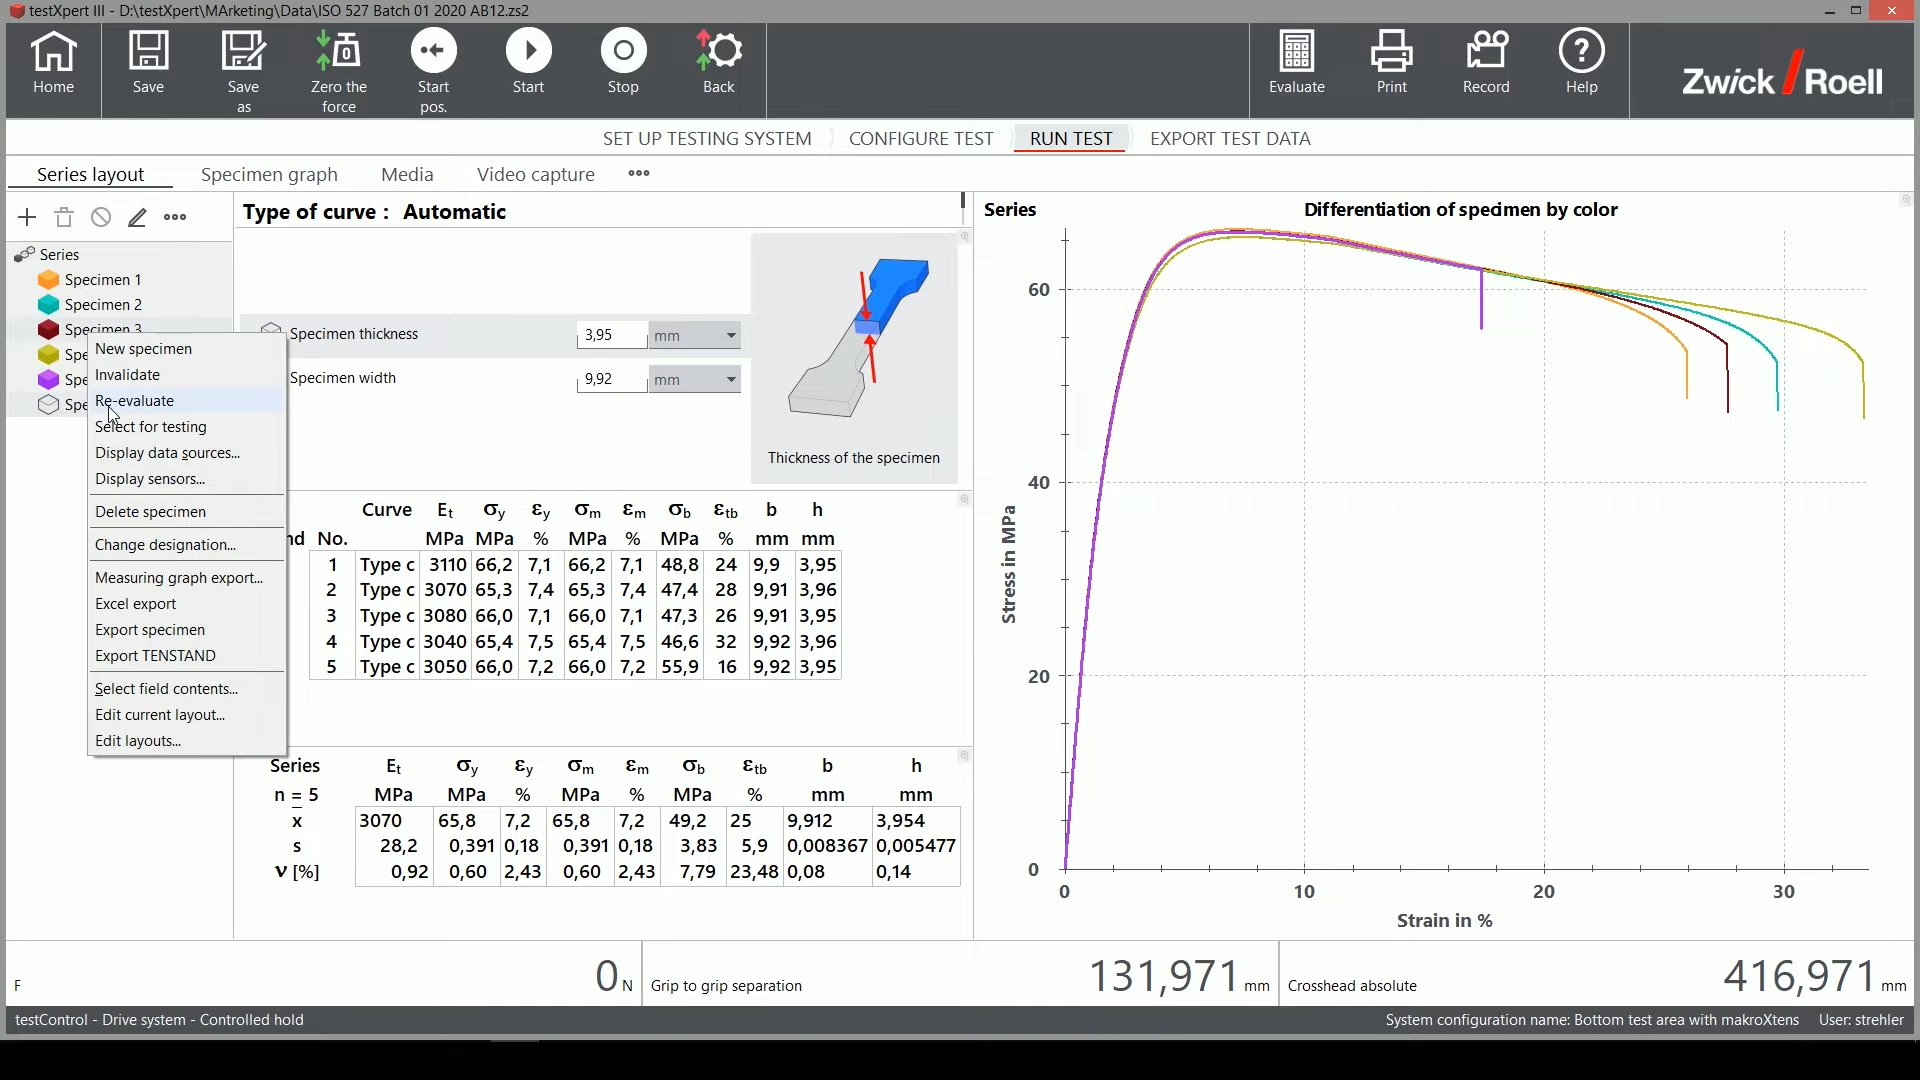 testXpert III - D:\testXpert\MArketing\Data\ISO 527 Batch 01 2020 AB12.zs2
Home
Save
Save as
Zero the force
Start pos.
Start
Stop
Back
Evaluate
Print
Record
Help
Zwick/Roell
SET UP TESTING SYSTEM
CONFIGURE TEST
RUN TEST
EXPORT TEST DATA
Series layout
Specimen graph
Media
Video capture
Series
Specimen 1
Specimen 2
Specimen 3
Spe
Spe
Spe
New specimen
Invalidate
Re-evaluate
Select for testing
Display data sources...
Display sensors...
Delete specimen
Change designation...
Measuring graph export...
Excel export
Export specimen
Export TENSTAND
Select field contents...
Edit current layout...
Edit layouts...
Type of curve : Automatic
Specimen thickness 3,95 mm
Specimen width 9,92 mm
Thickness of the specimen
Curve Et σy εy σm εm σb εtb b h
nd No. MPa MPa % MPa % MPa % mm mm
1 Type c 3110 66,2 7,1 66,2 7,1 48,8 24 9,9 3,95
2 Type c 3070 65,3 7,4 65,3 7,4 47,4 28 9,91 3,96
3 Type c 3080 66,0 7,1 66,0 7,1 47,3 26 9,91 3,95
4 Type c 3040 65,4 7,5 65,4 7,5 46,6 32 9,92 3,96
5 Type c 3050 66,0 7,2 66,0 7,2 55,9 16 9,92 3,95
Series Et σy εy σm εm σb εtb b h
n = 5 MPa MPa % MPa % MPa % mm mm
x̄ 3070 65,8 7,2 65,8 7,2 49,2 25 9,912 3,954
s 28,2 0,391 0,18 0,391 0,18 3,83 5,9 0,008367 0,005477
ν [%] 0,92 0,60 2,43 0,60 2,43 7,79 23,48 0,08 0,14
Series
Differentiation of specimen by color
Stress in MPa
60
40
20
0
0 10 20 30
Strain in %
F 0 N
Grip to grip separation 131,971 mm
Crosshead absolute 416,971 mm
testControl - Drive system - Controlled hold
System configuration name: Bottom test area with makroXtens
User: strehler